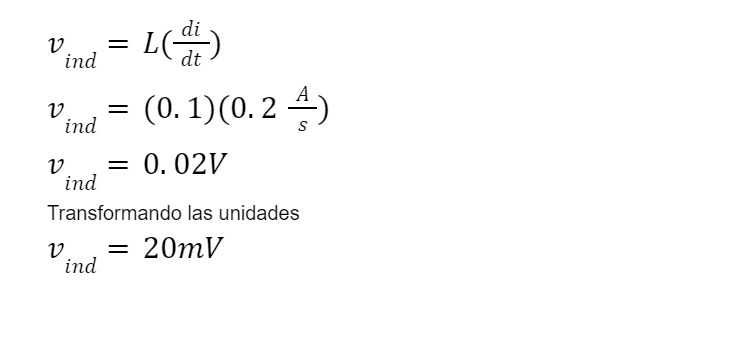 v_ind = L(di/dt)
v_ind = (0.1)(0.2 A/s)
v_ind = 0.02V
Transformando las unidades
v_ind = 20mV